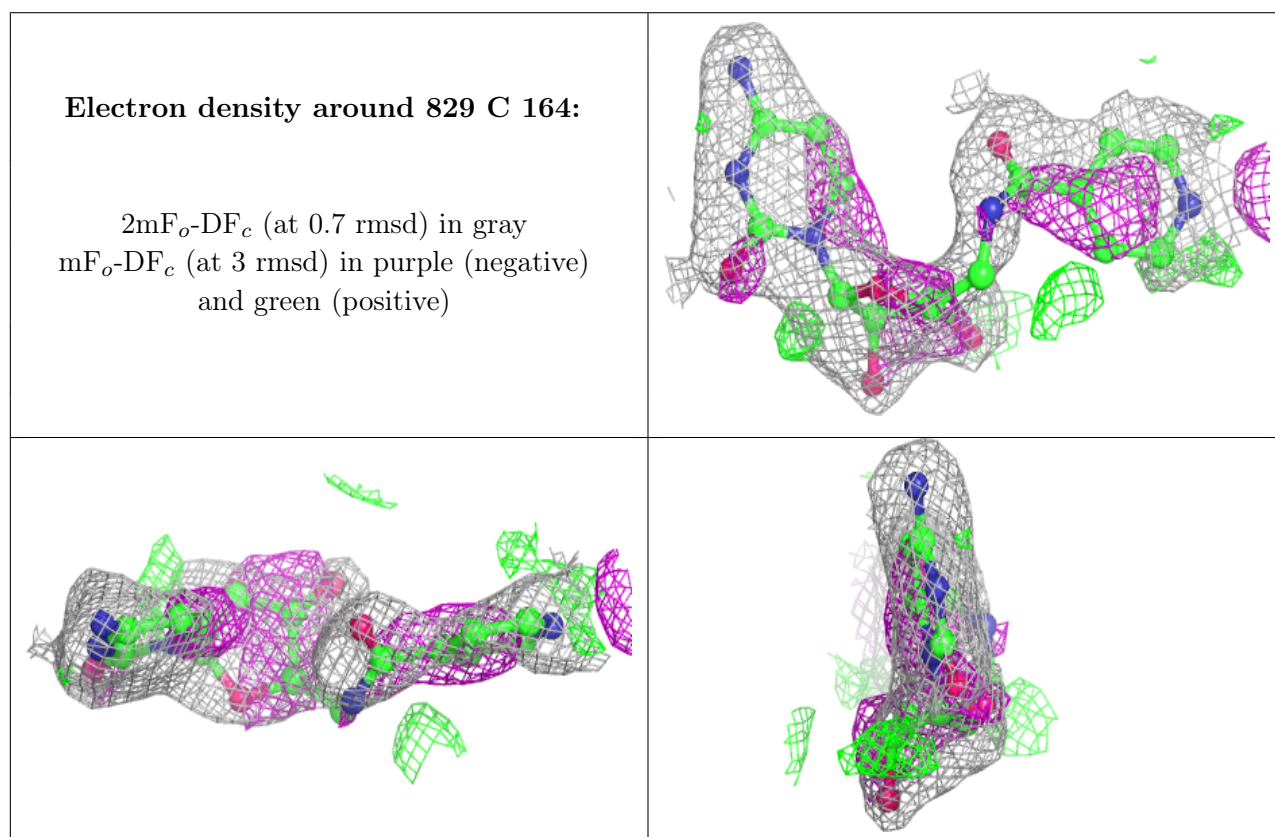 Electron density around 829 C 164:
2mFₒ-DF𝒸 (at 0.7 rmsd) in gray
mFₒ-DF𝒸 (at 3 rmsd) in purple (negative)
and green (positive)